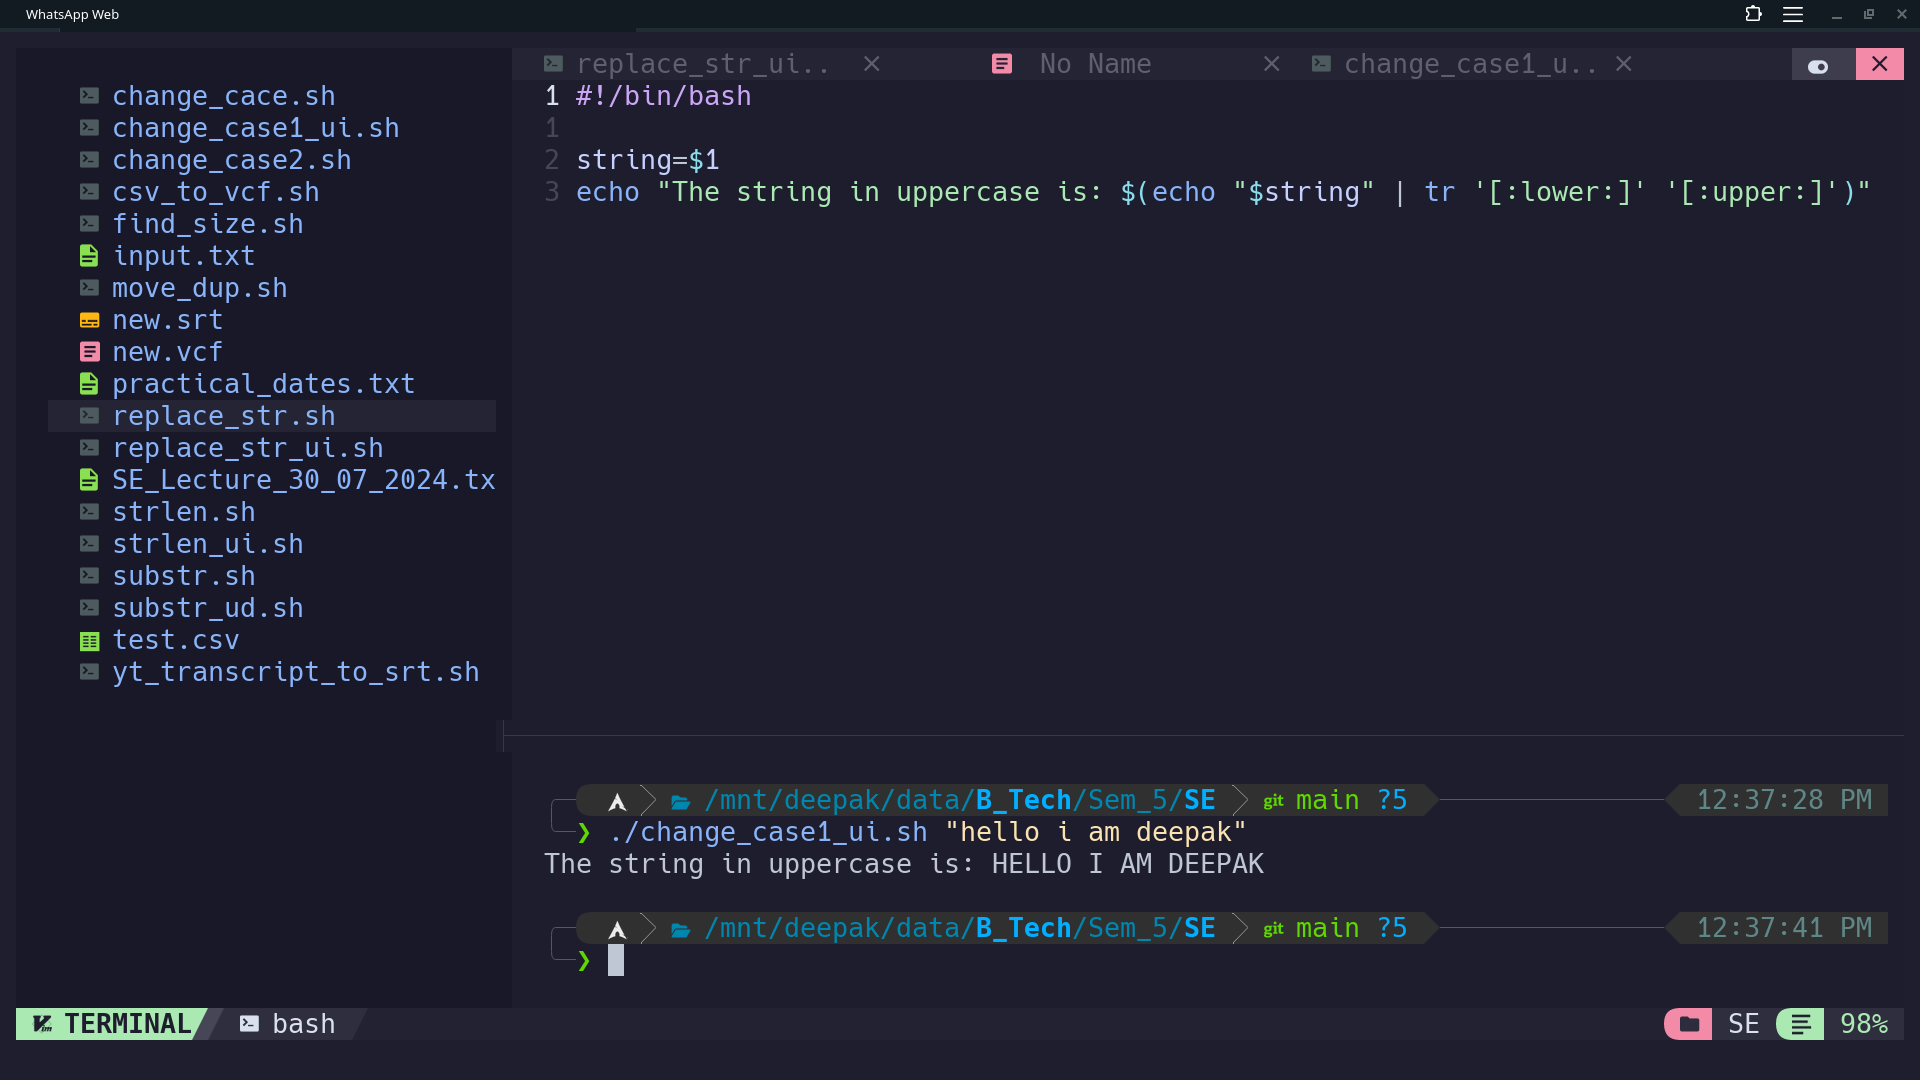 WhatsApp Web
replace_str_ui.. No Name change_case1_u..
change_cace.sh
change_case1_ui.sh
change_case2.sh
csv_to_vcf.sh
find_size.sh
input.txt
move_dup.sh
new.srt
new.vcf
practical_dates.txt
replace_str.sh
replace_str_ui.sh
SE_Lecture_30_07_2024.tx
strlen.sh
strlen_ui.sh
substr.sh
substr_ud.sh
test.csv
yt_transcript_to_srt.sh
1 #!/bin/bash
1
2 string=$1
3 echo "The string in uppercase is: $(echo "$string" | tr '[:lower:]' '[:upper:]')"
/mnt/deepak/data/B_Tech/Sem_5/SE git main ?5 12:37:28 PM
❯ ./change_case1_ui.sh "hello i am deepak"
The string in uppercase is: HELLO I AM DEEPAK
/mnt/deepak/data/B_Tech/Sem_5/SE git main ?5 12:37:41 PM
❯
TERMINAL bash SE 98%